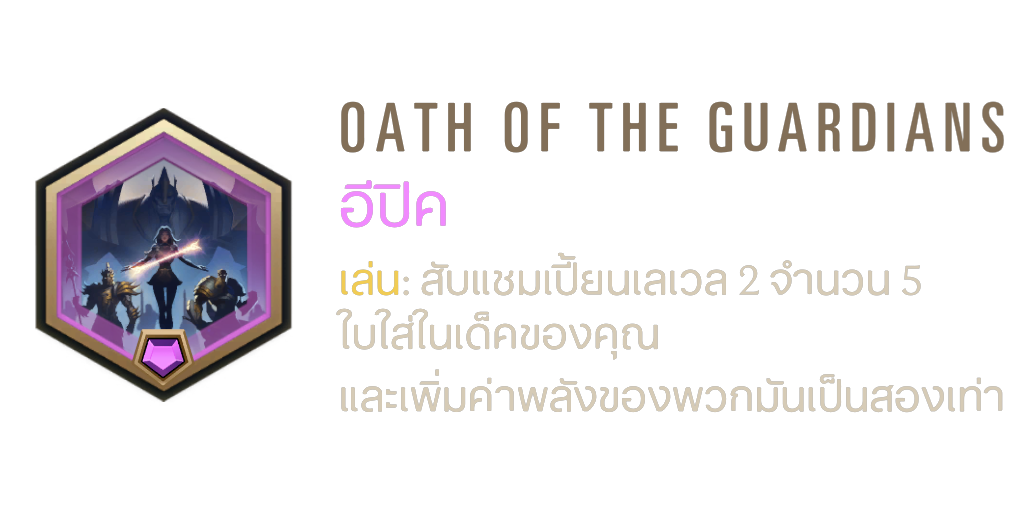 OATH OF THE GUARDIANS
อีปิค
เล่น: สับแชมเปี้ยนเลเวล 2 จำนวน 5
ใบใส่ในเด็คของคุณ
และเพิ่มค่าพลังของพวกมันเป็นสองเท่า